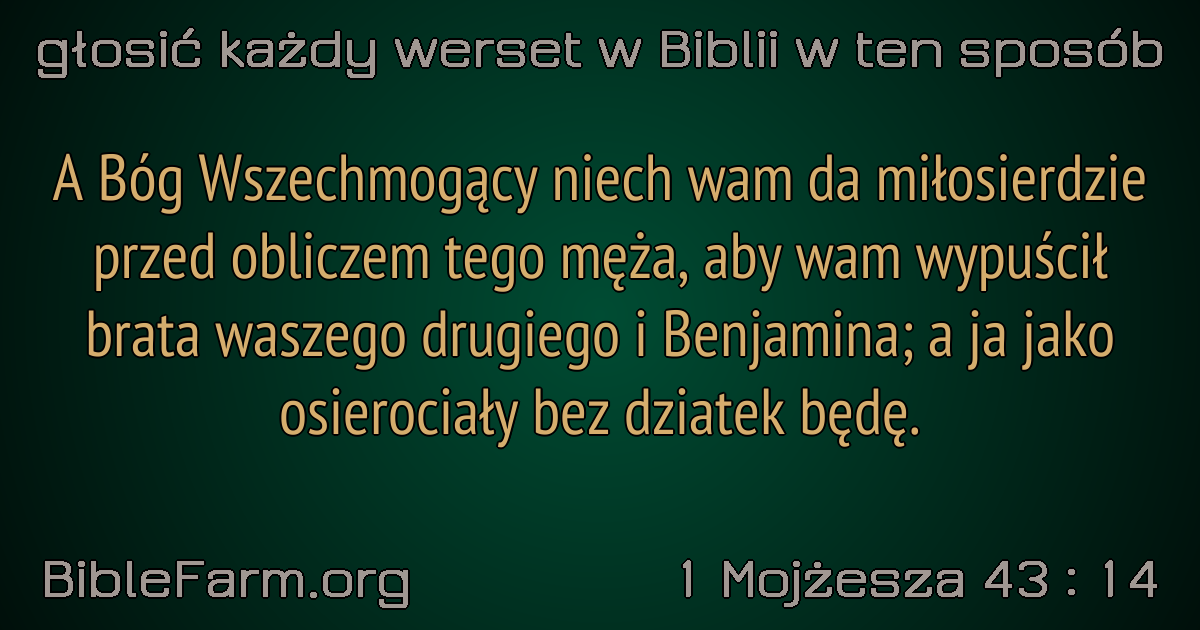 głosić każdy werset w Biblii w ten sposób
A Bóg Wszechmogący niech wam da miłosierdzie
przed obliczem tego męża, aby wam wypuścił
brata waszego drugiego i Benjamina; a ja jako
osierociały bez dziatek będę.
BibleFarm.org
1 Mojżesza 43 : 14